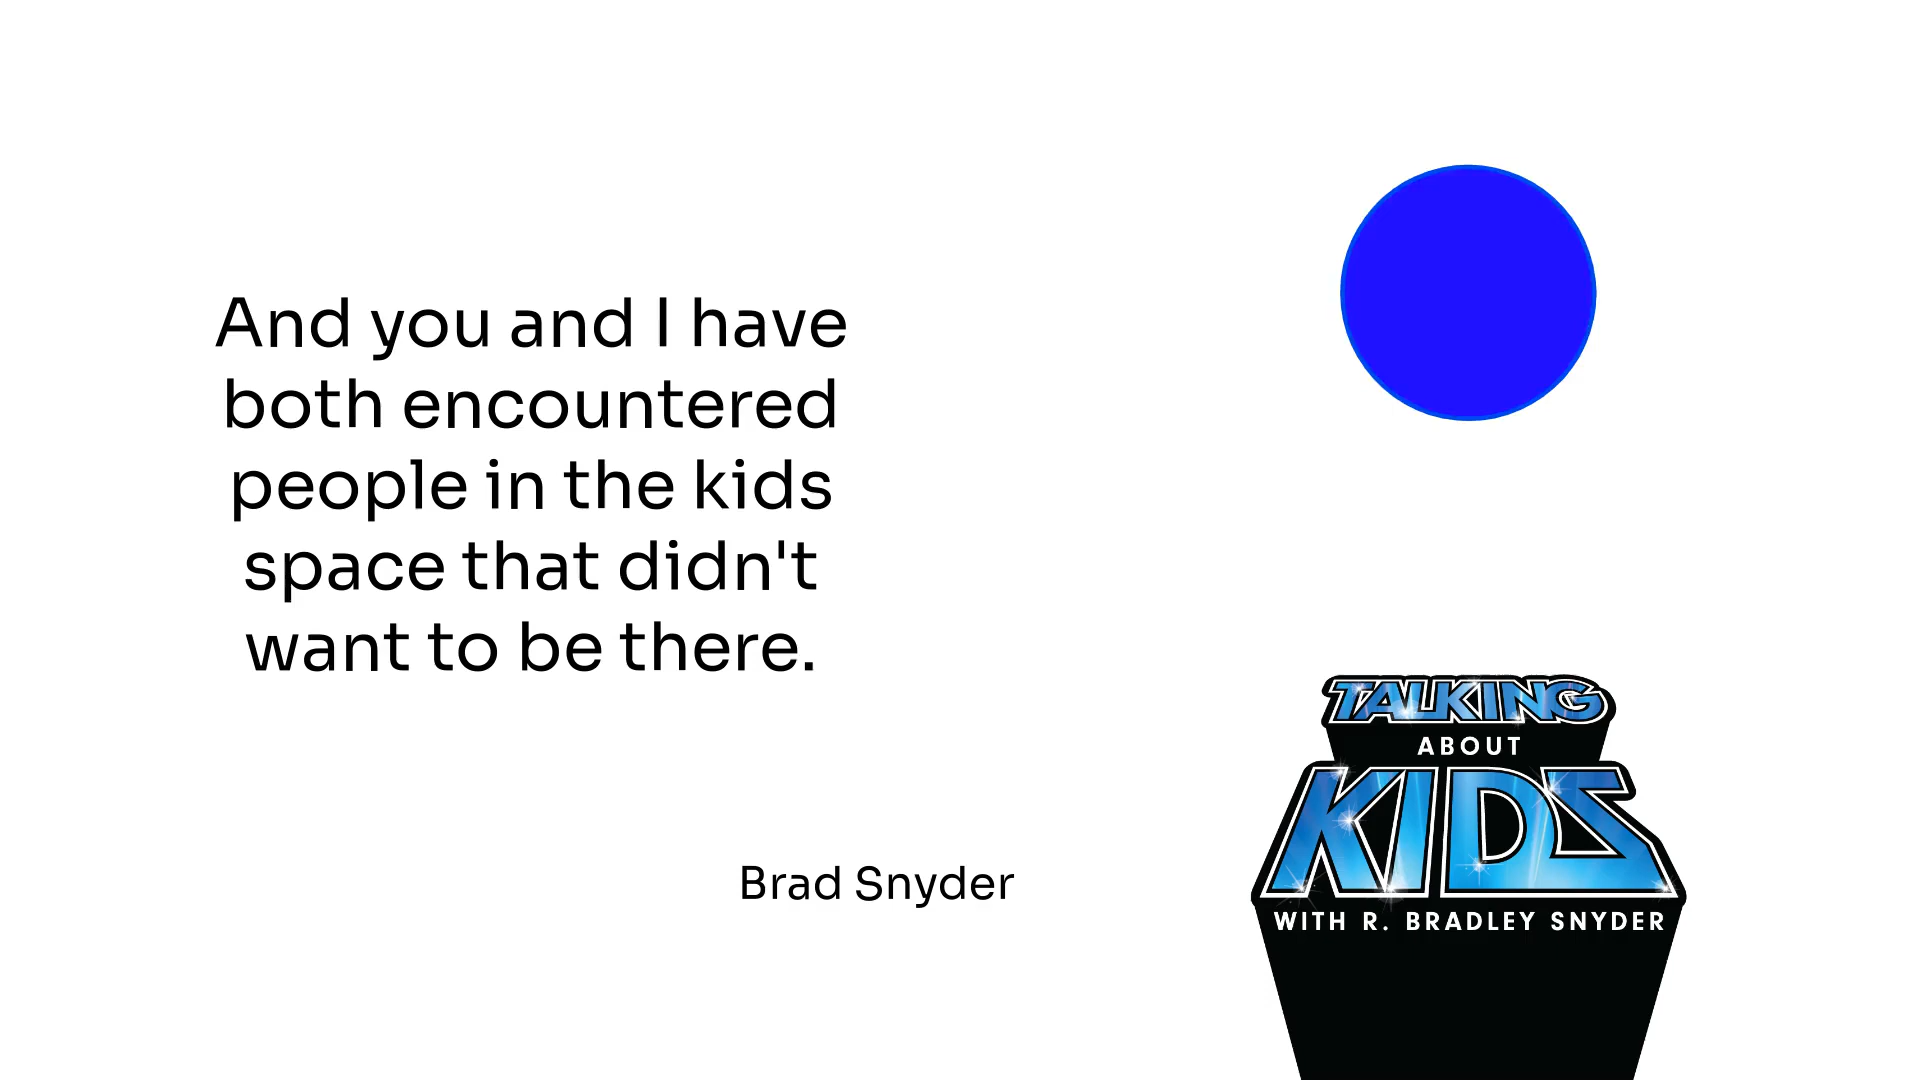 And you and I have
both encountered
people in the kids
space that didn't
want to be there.
Brad Snyder
TALKING
ABOUT
KIDS
WITH R. BRADLEY SNYDER